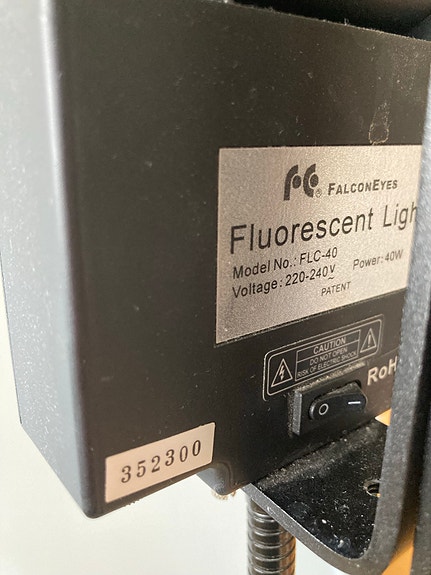 FALCONEYES
Fluorescent Ligh
Model No.: FLC-40 Power: 40W
Voltage: 220-240V~
PATENT
CAUTION
DO NOT OPEN
RISK OF ELECTRIC SHOCK
RoH
352300